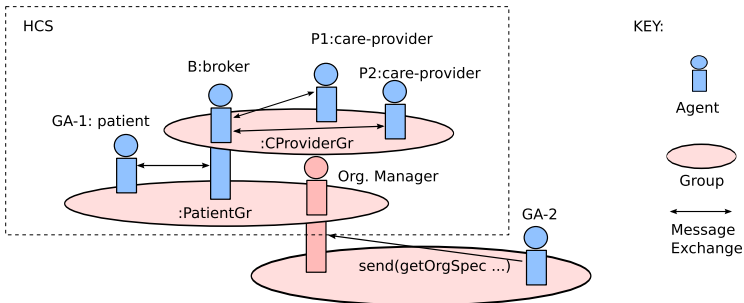 HCS
KEY:
P1:care-provider
B:broker
P2:care-provider
Agent
GA-1: patient
:CProviderGr
Org. Manager
Group
:PatientGr
GA-2
Message
Exchange
send(getOrgSpec ...)